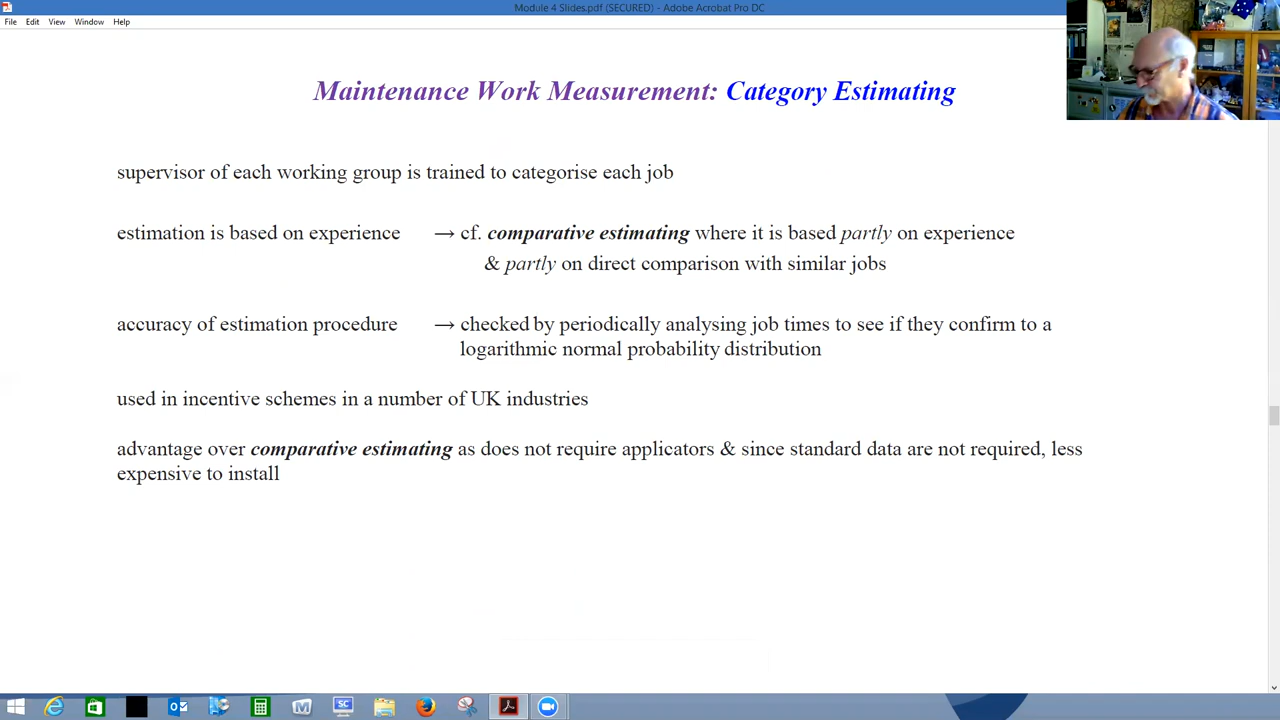 Module 4 Slides.pdf (SECURED) - Adobe Acrobat Pro DC
File Edit View Window Help
Maintenance Work Measurement: Category Estimating
supervisor of each working group is trained to categorise each job
estimation is based on experience → cf. comparative estimating where it is based partly on experience
& partly on direct comparison with similar jobs
accuracy of estimation procedure → checked by periodically analysing job times to see if they confirm to a
logarithmic normal probability distribution
used in incentive schemes in a number of UK industries
advantage over comparative estimating as does not require applicators & since standard data are not required, less
expensive to install
SC